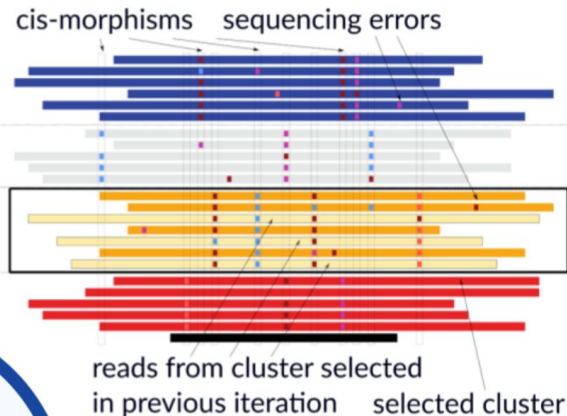 cis-morphisms sequencing errors
reads from cluster selected
in previous iteration selected cluster